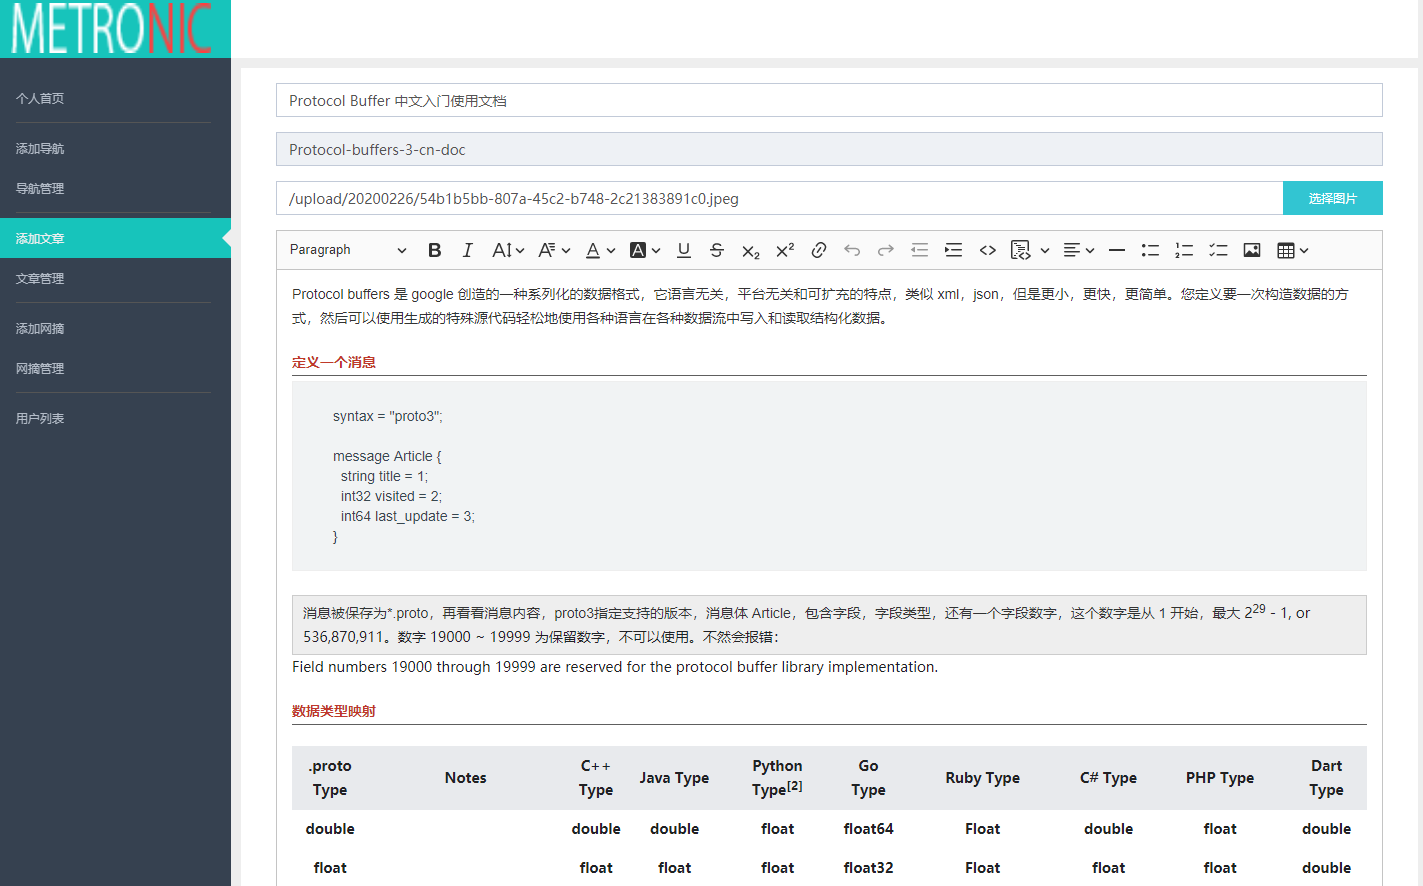 METRONIC
个人首页
添加导航
导航管理
添加文章
文章管理
添加网摘
网摘管理
用户列表
Protocol Buffer 中文入门使用文档
Protocol-buffers-3-cn-doc
/upload/20200226/54b1b5bb-807a-45c2-b748-2c21383891c0.jpeg
选择图片
Paragraph
Protocol buffers 是 google 创造的一种系列化的数据格式，它语言无关，平台无关和可扩充的特点，类似 xml，json，但是更小，更快，更简单。您定义要一次构造数据的方
式，然后可以使用生成的特殊源代码轻松地使用各种语言在各种数据流中写入和读取结构化数据。
定义一个消息
syntax = "proto3";
message Article {
string title = 1;
int32 visited = 2;
int64 last_update = 3;
}
消息被保存为*.proto，再看看消息内容，proto3指定支持的版本，消息体 Article，包含字段，字段类型，还有一个字段数字，这个数字是从 1 开始，最大 2^29 - 1, or
536,870,911。数字 19000 ~ 19999 为保留数字，不可以使用。不然会报错：
Field numbers 19000 through 19999 are reserved for the protocol buffer library implementation.
数据类型映射
.proto Type Notes C++ Type Java Type Python Type[2] Go Type Ruby Type C# Type PHP Type Dart Type
double double double float float64 Float double float double
float float float float float32 Float float float double